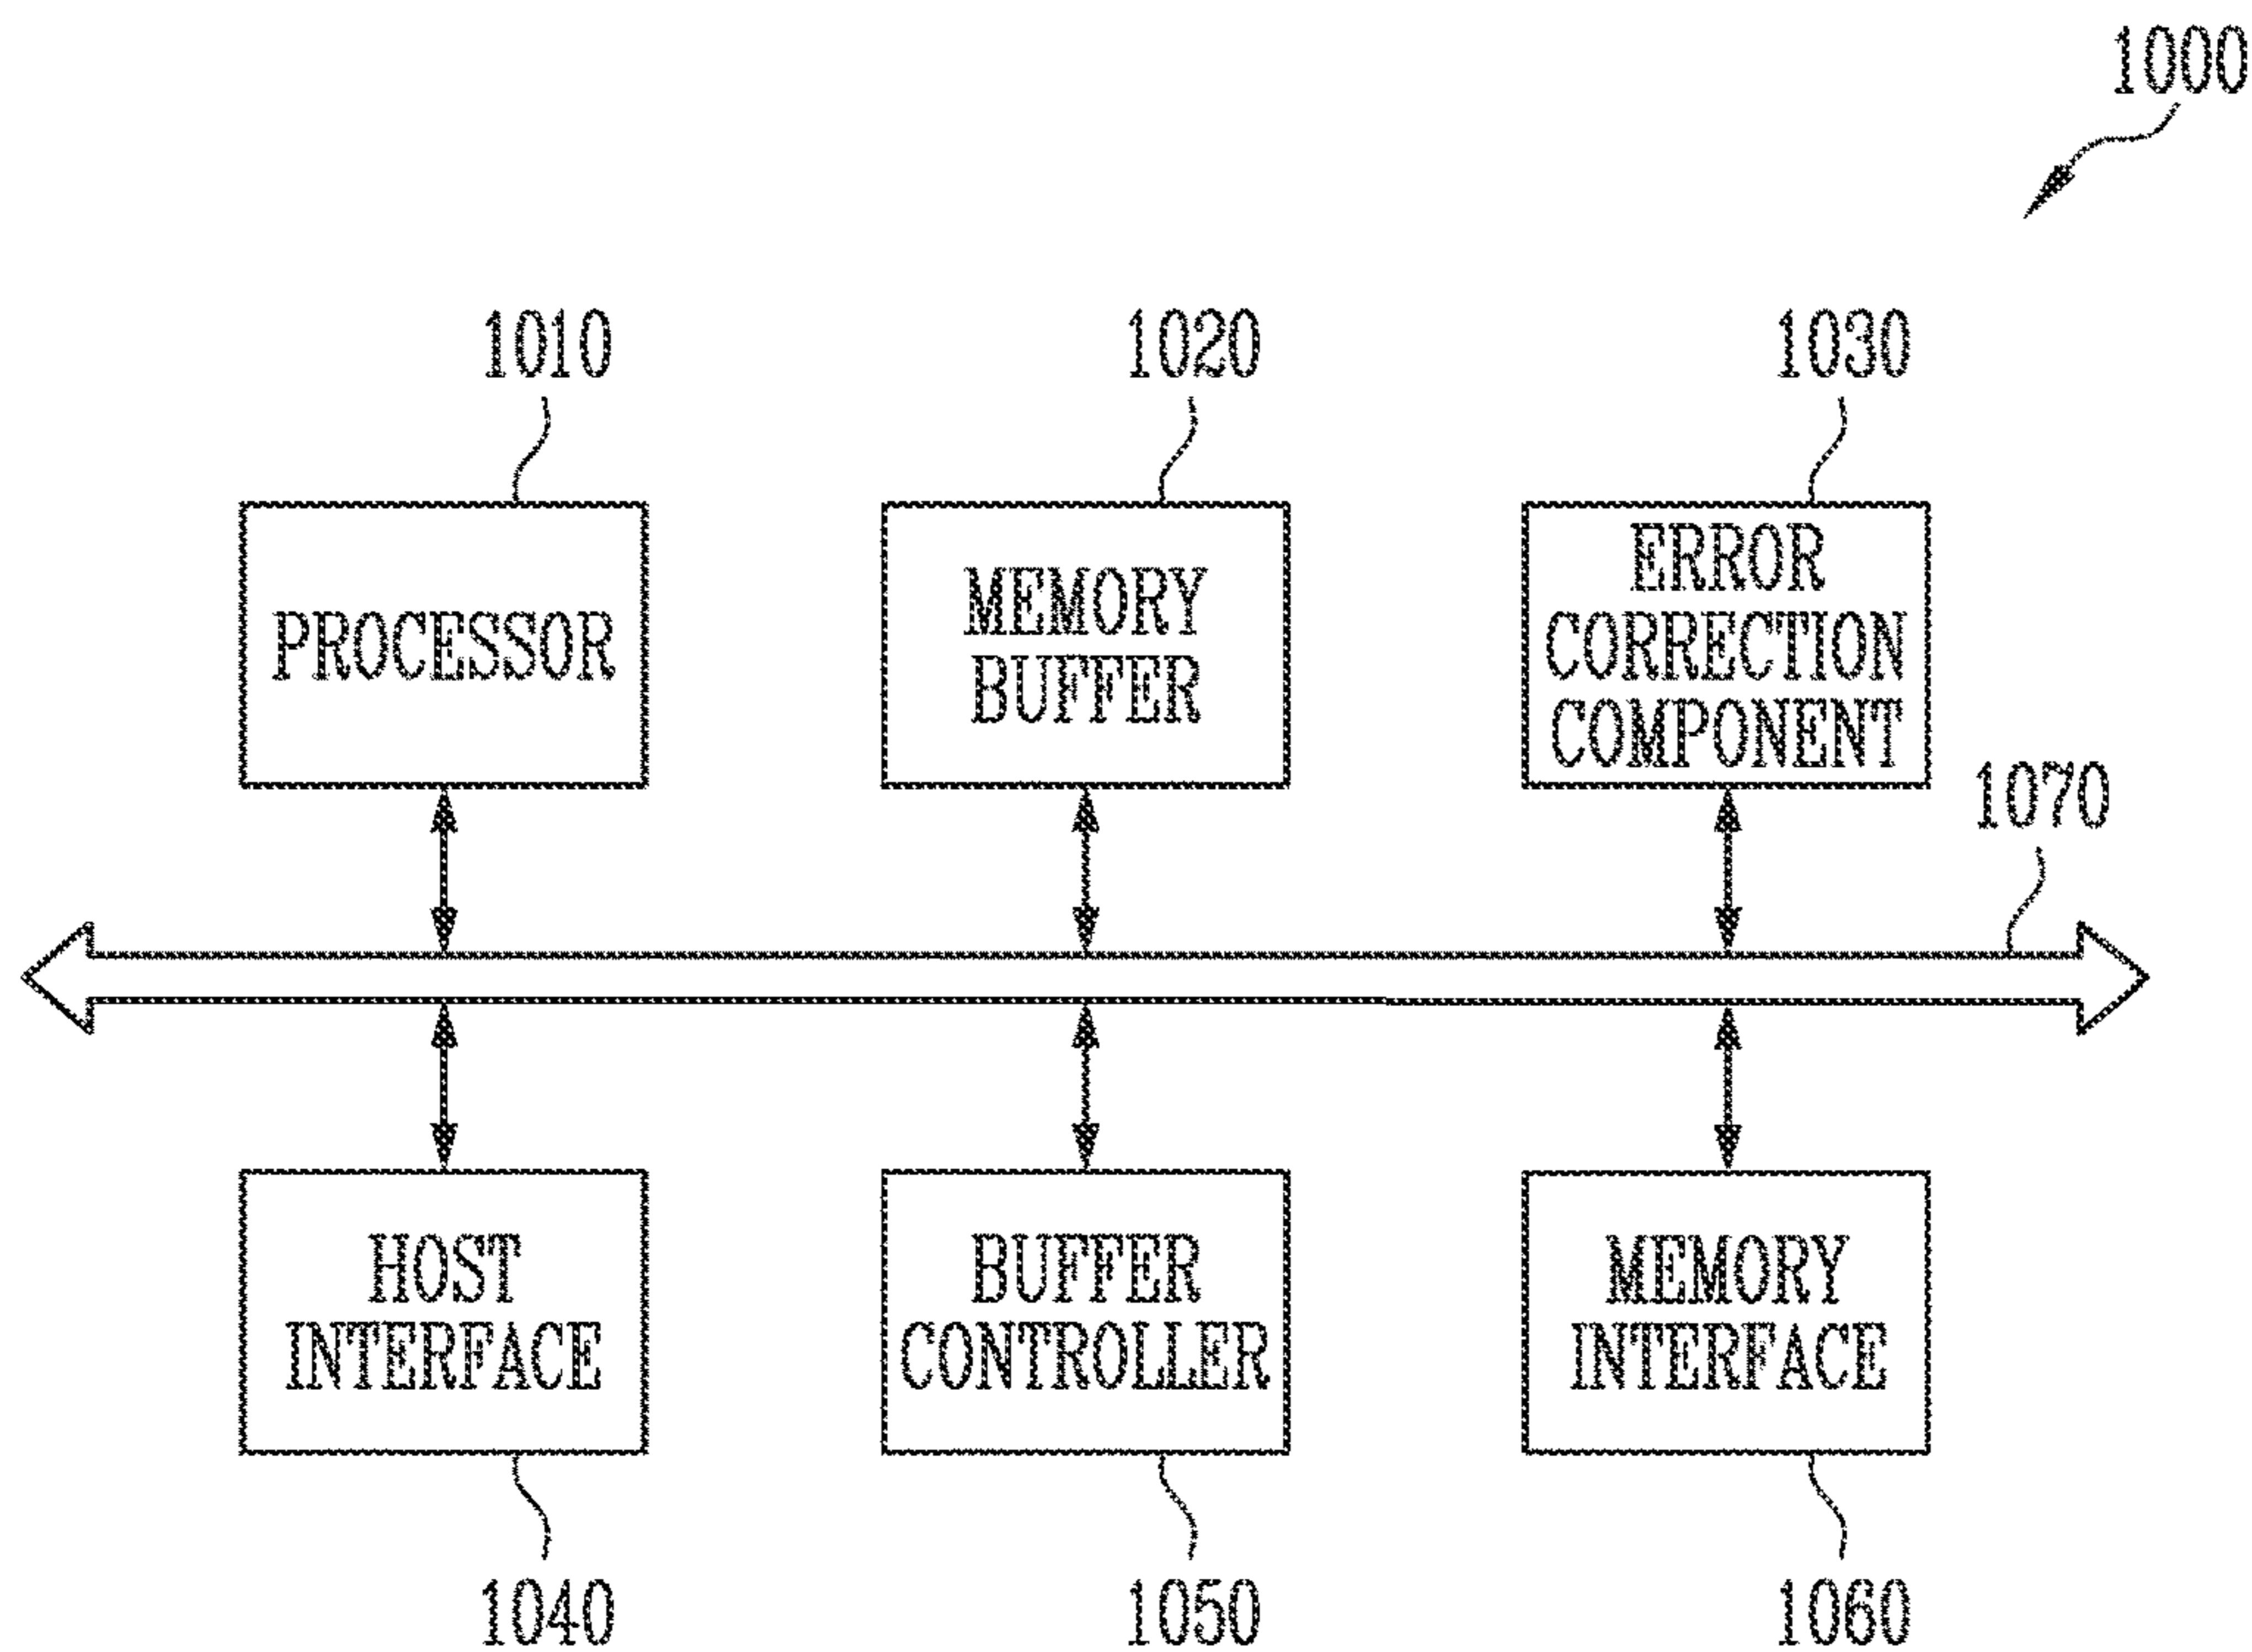 1000
1010
1020
1030
PROCESSOR
MEMORY
BUFFER
ERROR
CORRECTION
COMPONENT
1070
HOST
INTERFACE
BUFFER
CONTROLLER
MEMORY
INTERFACE
1040
1050
1060